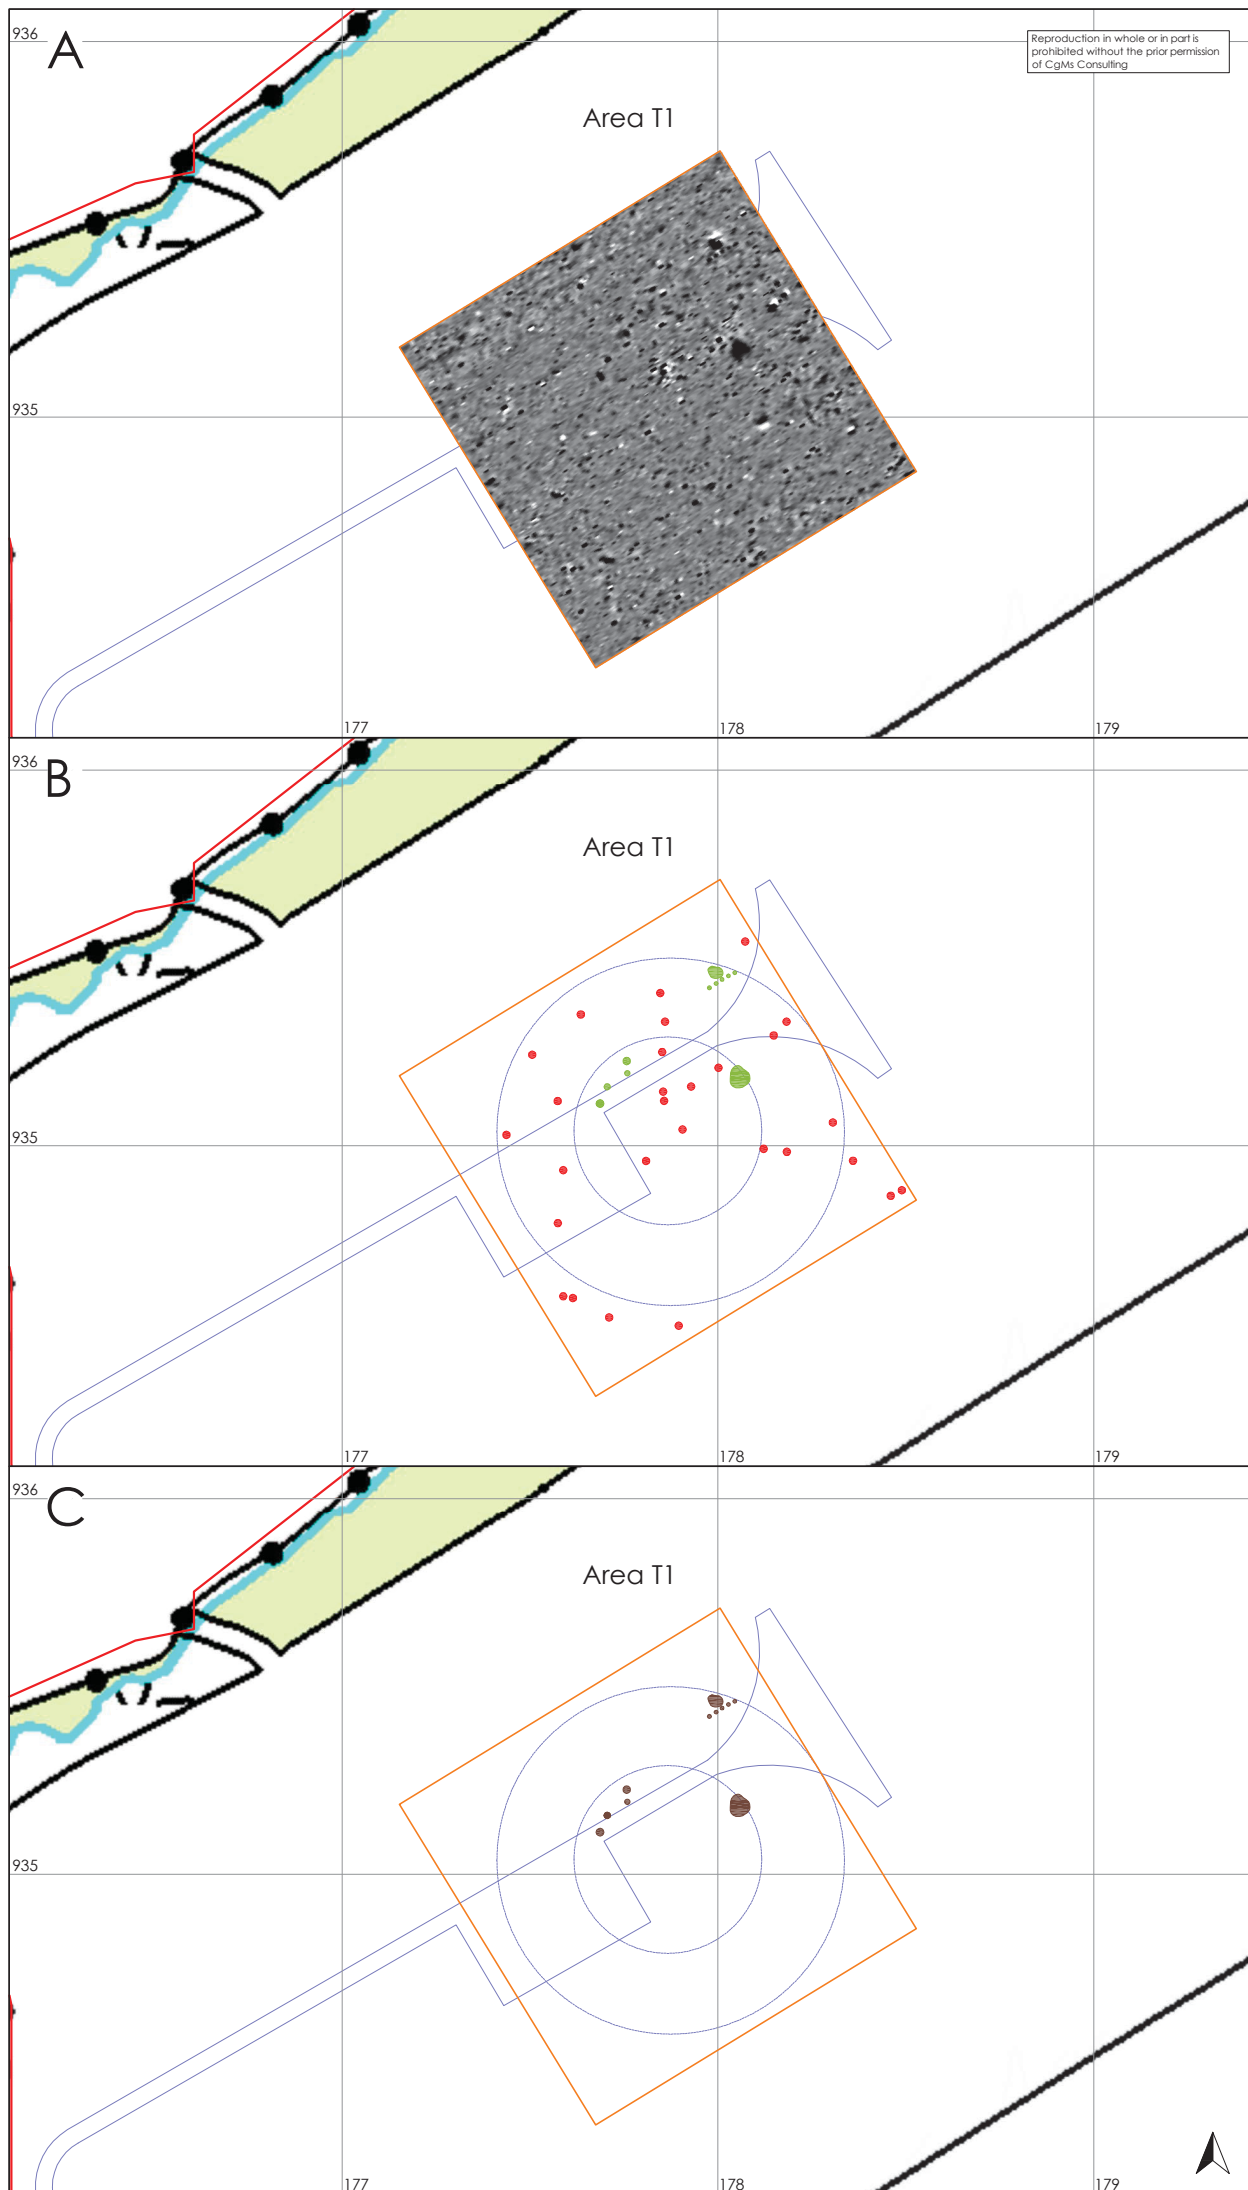 936
A
Reproduction in whole or in part is
prohibited without the prior permission
of CgMs Consulting
Area T1
935
177
178
179
936
B
Area T1
935
177
178
179
936
C
Area T1
935
177
178
179